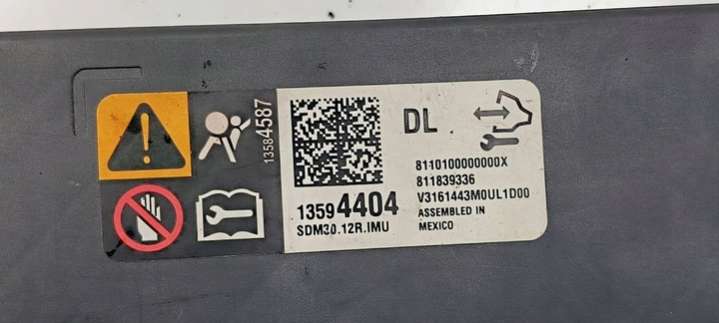 13584587
DL
8110100000000X
811839336
V3161443M0UL1D00
13594404
SDM30.12R.IMU
ASSEMBLED IN
MEXICO